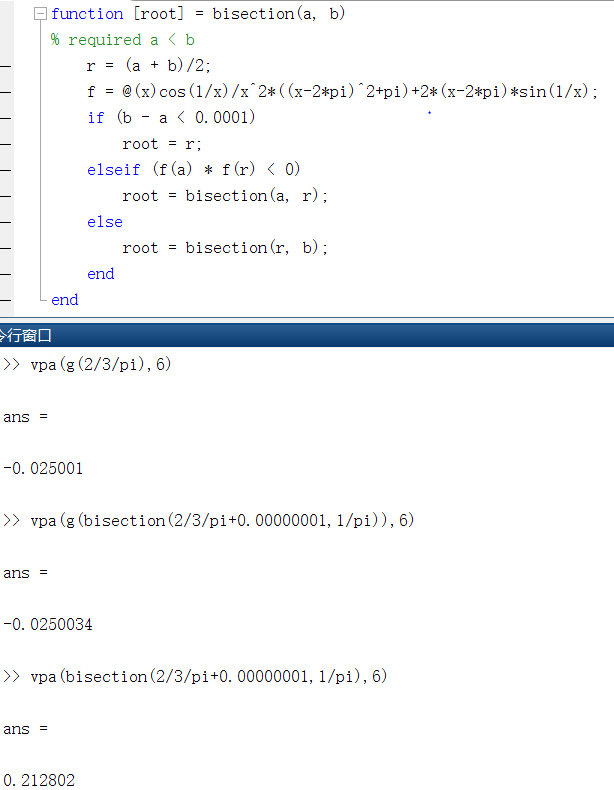 function [root] = bisection(a, b)
% required a < b
r = (a + b)/2;
f = @(x)cos(1/x)/x^2*((x-2*pi)^2+pi)+2*(x-2*pi)*sin(1/x);
if (b - a < 0.0001)
root = r;
elseif (f(a) * f(r) < 0)
root = bisection(a, r);
else
root = bisection(r, b);
end
end
令行窗口
>> vpa(g(2/3/pi),6)
ans =
-0.025001
>> vpa(g(bisection(2/3/pi+0.00000001,1/pi)),6)
ans =
-0.0250034
>> vpa(bisection(2/3/pi+0.00000001,1/pi),6)
ans =
0.212802